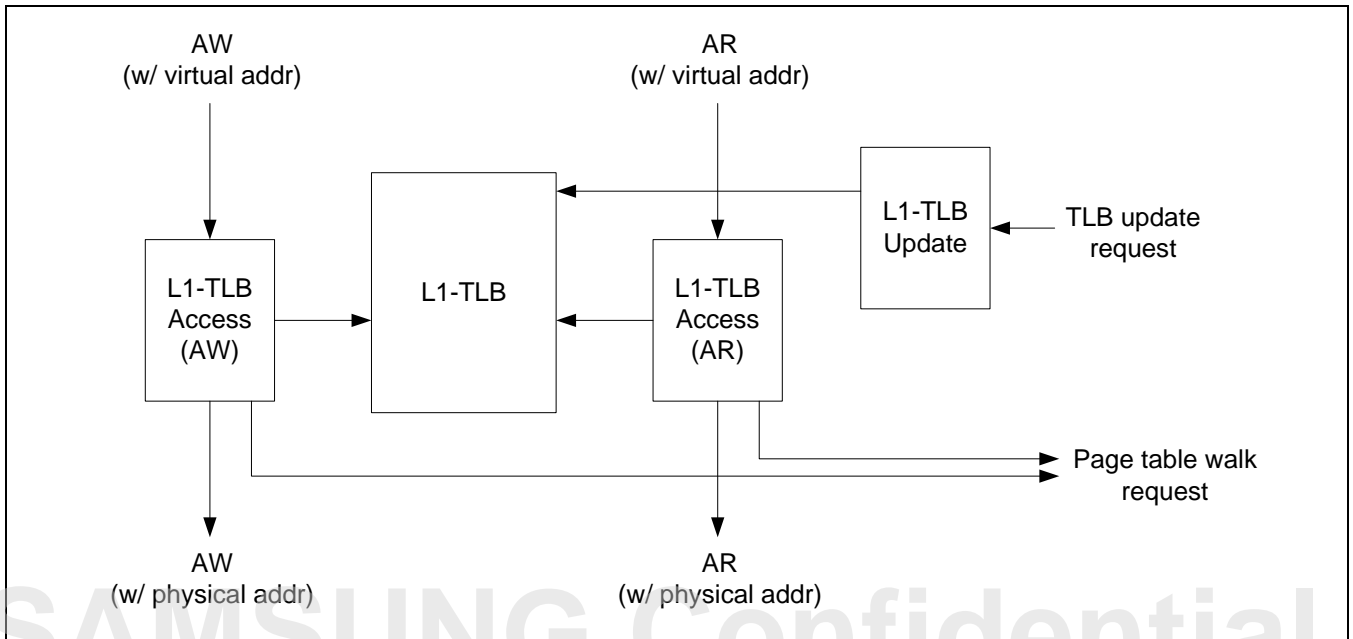 AW
(w/ virtual addr)
AR
(w/ virtual addr)
L1-TLB
Update
TLB update
request
L1-TLB
Access
(AW)
L1-TLB
L1-TLB
Access
(AR)
Page table walk
request
AW
(w/ physical addr)
AR
(w/ physical addr)
SAMSUNG Confidential